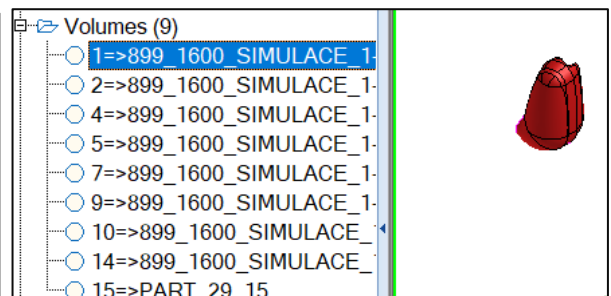 Volumes (9)
1=>899_1600_SIMULACE_1-
2=>899_1600_SIMULACE_1-
4=>899_1600_SIMULACE_1-
5=>899_1600_SIMULACE_1-
7=>899_1600_SIMULACE_1-
9=>899_1600_SIMULACE_1-
10=>899_1600_SIMULACE_
14=>899_1600_SIMULACE_
15=>PART_29_15